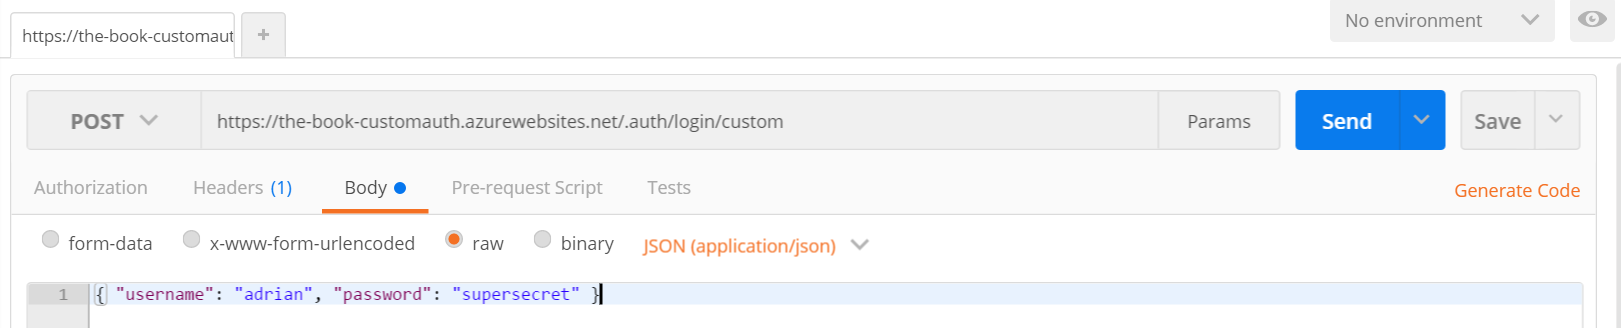 https://the-book-customaut
+
No environment
POST
https://the-book-customauth.azurewebsites.net/.auth/login/custom
Params
Send
Save
Authorization
Headers (1)
Body
Pre-request Script
Tests
Generate Code
form-data
x-www-form-urlencoded
raw
binary
JSON (application/json)
1
{ "username": "adrian", "password": "supersecret" }